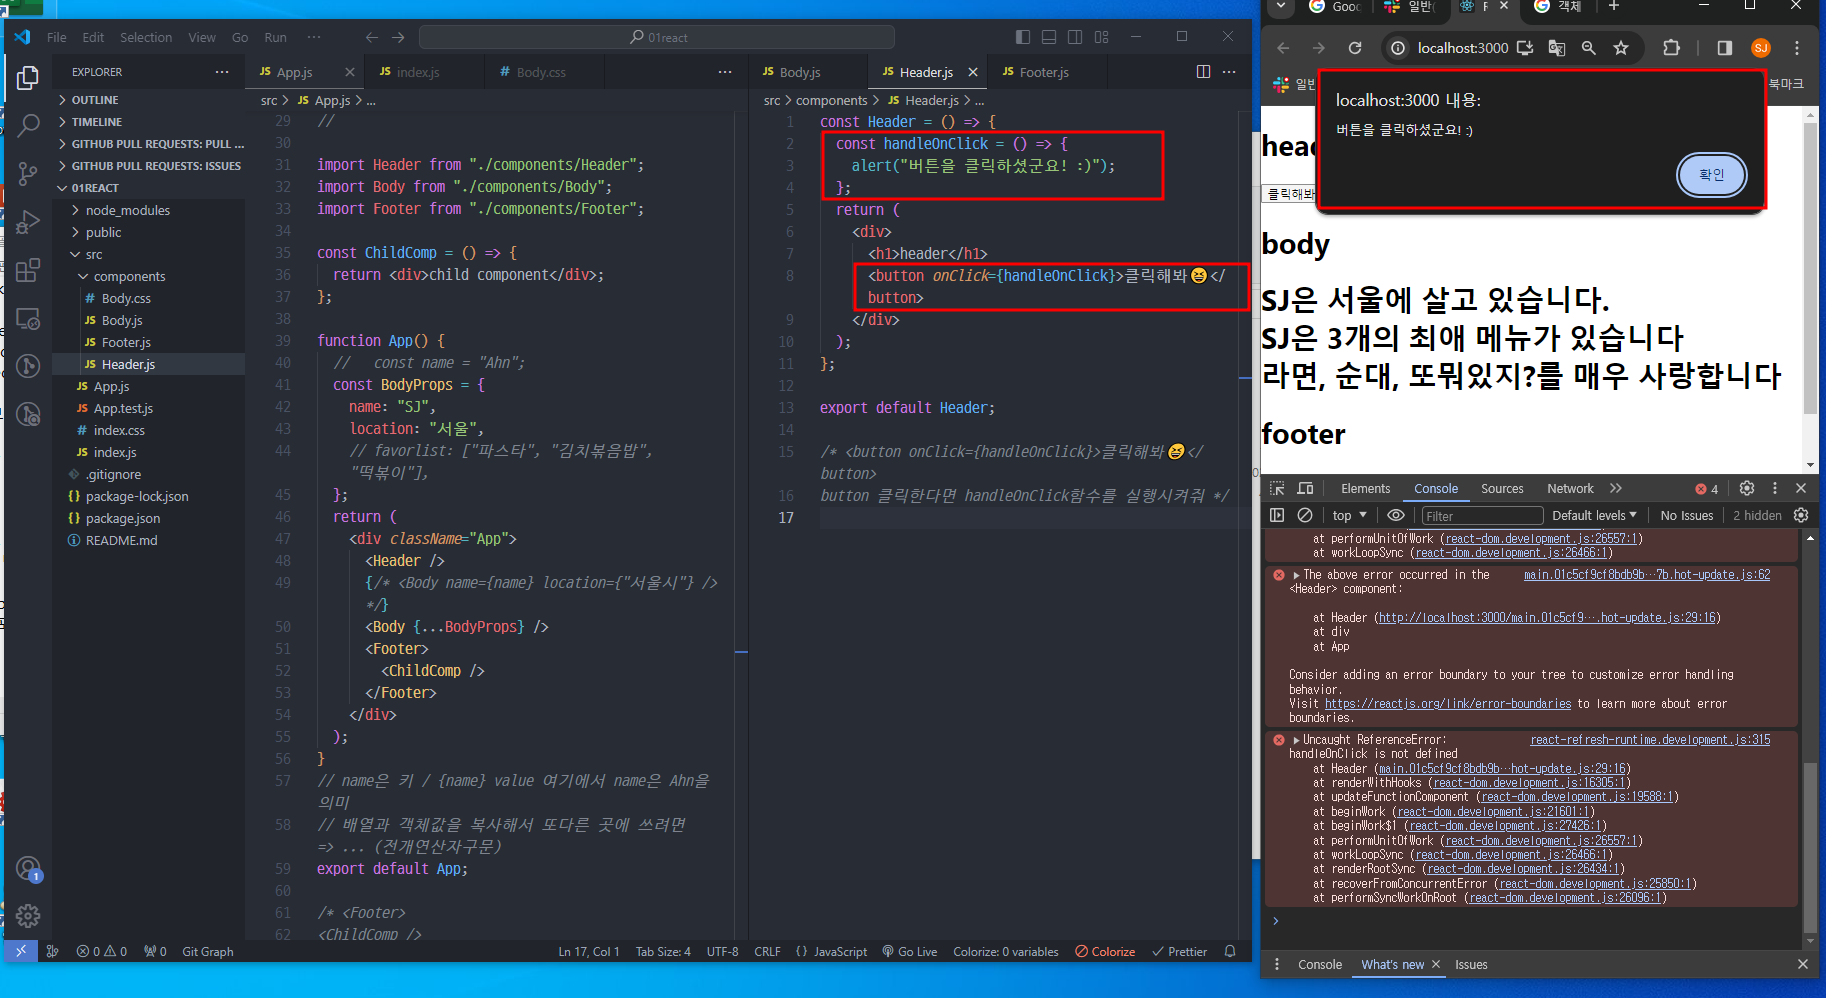 File Edit Selection View Go Run ··· 01react
EXPLORER ···
OUTLINE
TIMELINE
GITHUB PULL REQUESTS: PULL ...
GITHUB PULL REQUESTS: ISSUES
01REACT
node_modules
public
src
components
# Body.css
JS Body.js
JS Footer.js
JS Header.js
JS App.js
JS App.test.js
# index.css
JS index.js
.gitignore
{} package-lock.json
{} package.json
README.md
JS App.js JS index.js # Body.css ···
src > JS App.js > ...
29 //
30
31 import Header from "./components/Header";
32 import Body from "./components/Body";
33 import Footer from "./components/Footer";
34
35 const ChildComp = () => {
36 return <div>child component</div>;
37 };
38
39 function App() {
40 // const name = "Ahn";
41 const BodyProps = {
42 name: "SJ",
43 location: "서울",
44 // favorlist: ["파스타", "김치볶음밥",
"떡볶이"],
45 };
46 return (
47 <div className="App">
48 <Header />
49 {/* <Body name={name} location={"서울시"} />
*/}
50 <Body {...BodyProps} />
51 <Footer>
52 <ChildComp />
53 </Footer>
54 </div>
55 );
56 }
57 // name은 키 / {name} value 여기에서 name은 Ahn을
의미
58 // 배열과 객체값을 복사해서 또다른 곳에 쓰려면
=> ... (전개연산자구문)
59 export default App;
60
61 /* <Footer>
62 <ChildComp />
JS Body.js JS Header.js JS Footer.js ···
src > components > JS Header.js > ...
1 const Header = () => {
2 const handleOnClick = () => {
3 alert("버튼을 클릭하셨군요! :)");
4 };
5 return (
6 <div>
7 <h1>header</h1>
8 <button onClick={handleOnClick}>클릭해봐😆</
button>
9 </div>
10 );
11 };
12
13 export default Header;
14
15 /* <button onClick={handleOnClick}>클릭해봐😆</
button>
16 button 클릭한다면 handleOnClick함수를 실행시켜줘 */
17
1
0 0 0 Git Graph Ln 17, Col 1 Tab Size: 4 UTF-8 CRLF {} JavaScript Go Live Colorize: 0 variables Colorize Prettier
Goo 일반( F 객체
localhost:3000 SJ
일반 북마크
localhost:3000 내용:
버튼을 클릭하셨군요! :)
확인
head
클릭해봐
body
SJ은 서울에 살고 있습니다.
SJ은 3개의 최애 메뉴가 있습니다
라면, 순대, 또뭐있지?를 매우 사랑합니다
footer
Elements Console Sources Network 4
top Filter Default levels No Issues 2 hidden
at performUnitOfWork (react-dom.development.js:26557:1)
at workLoopSync (react-dom.development.js:26466:1)
The above error occurred in the main.01c5cf9cf8bdb9b…7b.hot-update.js:62
<Header> component:
at Header (http://localhost:3000/main.01c5cf9….hot-update.js:29:16)
at div
at App
Consider adding an error boundary to your tree to customize error handling
behavior.
Visit https://reactjs.org/link/error-boundaries to learn more about error
boundaries.
Uncaught ReferenceError: react-refresh-runtime.development.js:315
handleOnClick is not defined
at Header (main.01c5cf9cf8bdb9b…hot-update.js:29:16)
at renderWithHooks (react-dom.development.js:16305:1)
at updateFunctionComponent (react-dom.development.js:19588:1)
at beginWork (react-dom.development.js:21601:1)
at beginWork$1 (react-dom.development.js:27426:1)
at performUnitOfWork (react-dom.development.js:26557:1)
at workLoopSync (react-dom.development.js:26466:1)
at renderRootSync (react-dom.development.js:26434:1)
at recoverFromConcurrentError (react-dom.development.js:25850:1)
at performSyncWorkOnRoot (react-dom.development.js:26096:1)
>
Console What's new Issues